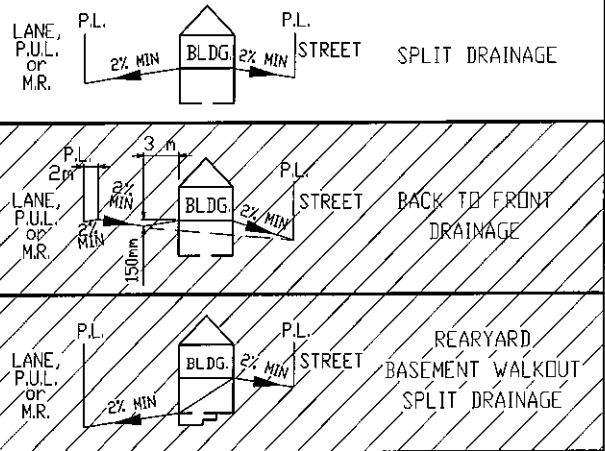 LANE,
P.U.L.
or
M.R.
P.L.
2% MIN
BLDG.
2% MIN
P.L.
STREET
SPLIT DRAINAGE
LANE,
P.U.L.
or
M.R.
P.L.
2m
2% MIN
2% MIN
3 m
150mm
BLDG.
2% MIN
P.L.
STREET
BACK TO FRONT
DRAINAGE
LANE,
P.U.L.
or
M.R.
P.L.
2% MIN
BLDG.
2% MIN
P.L.
STREET
REARYARD
BASEMENT WALKOUT
SPLIT DRAINAGE